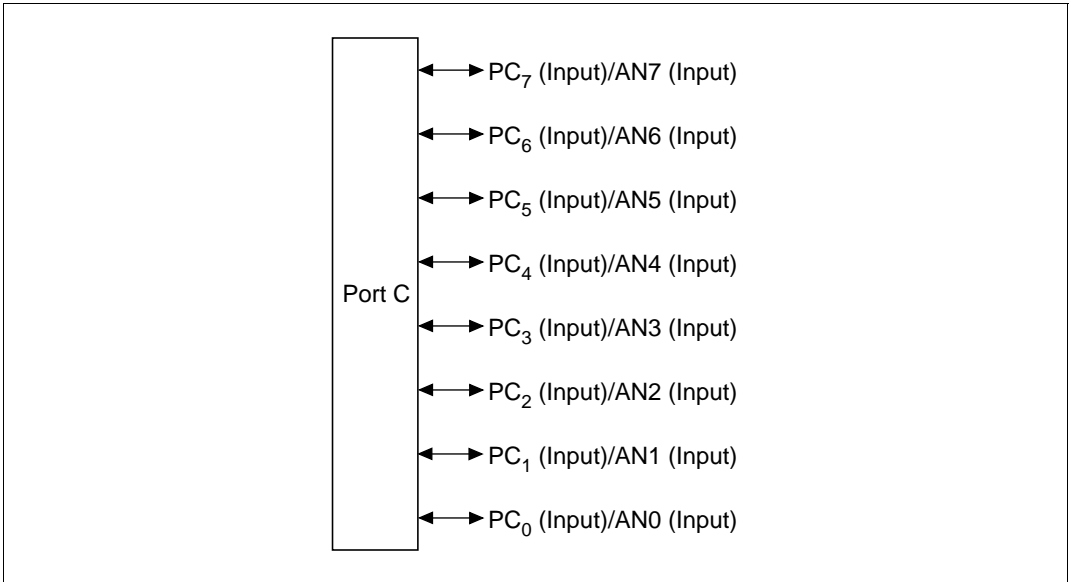 PC₇ (Input)/AN7 (Input)
PC₆ (Input)/AN6 (Input)
PC₅ (Input)/AN5 (Input)
PC₄ (Input)/AN4 (Input)
Port C
PC₃ (Input)/AN3 (Input)
PC₂ (Input)/AN2 (Input)
PC₁ (Input)/AN1 (Input)
PC₀ (Input)/AN0 (Input)